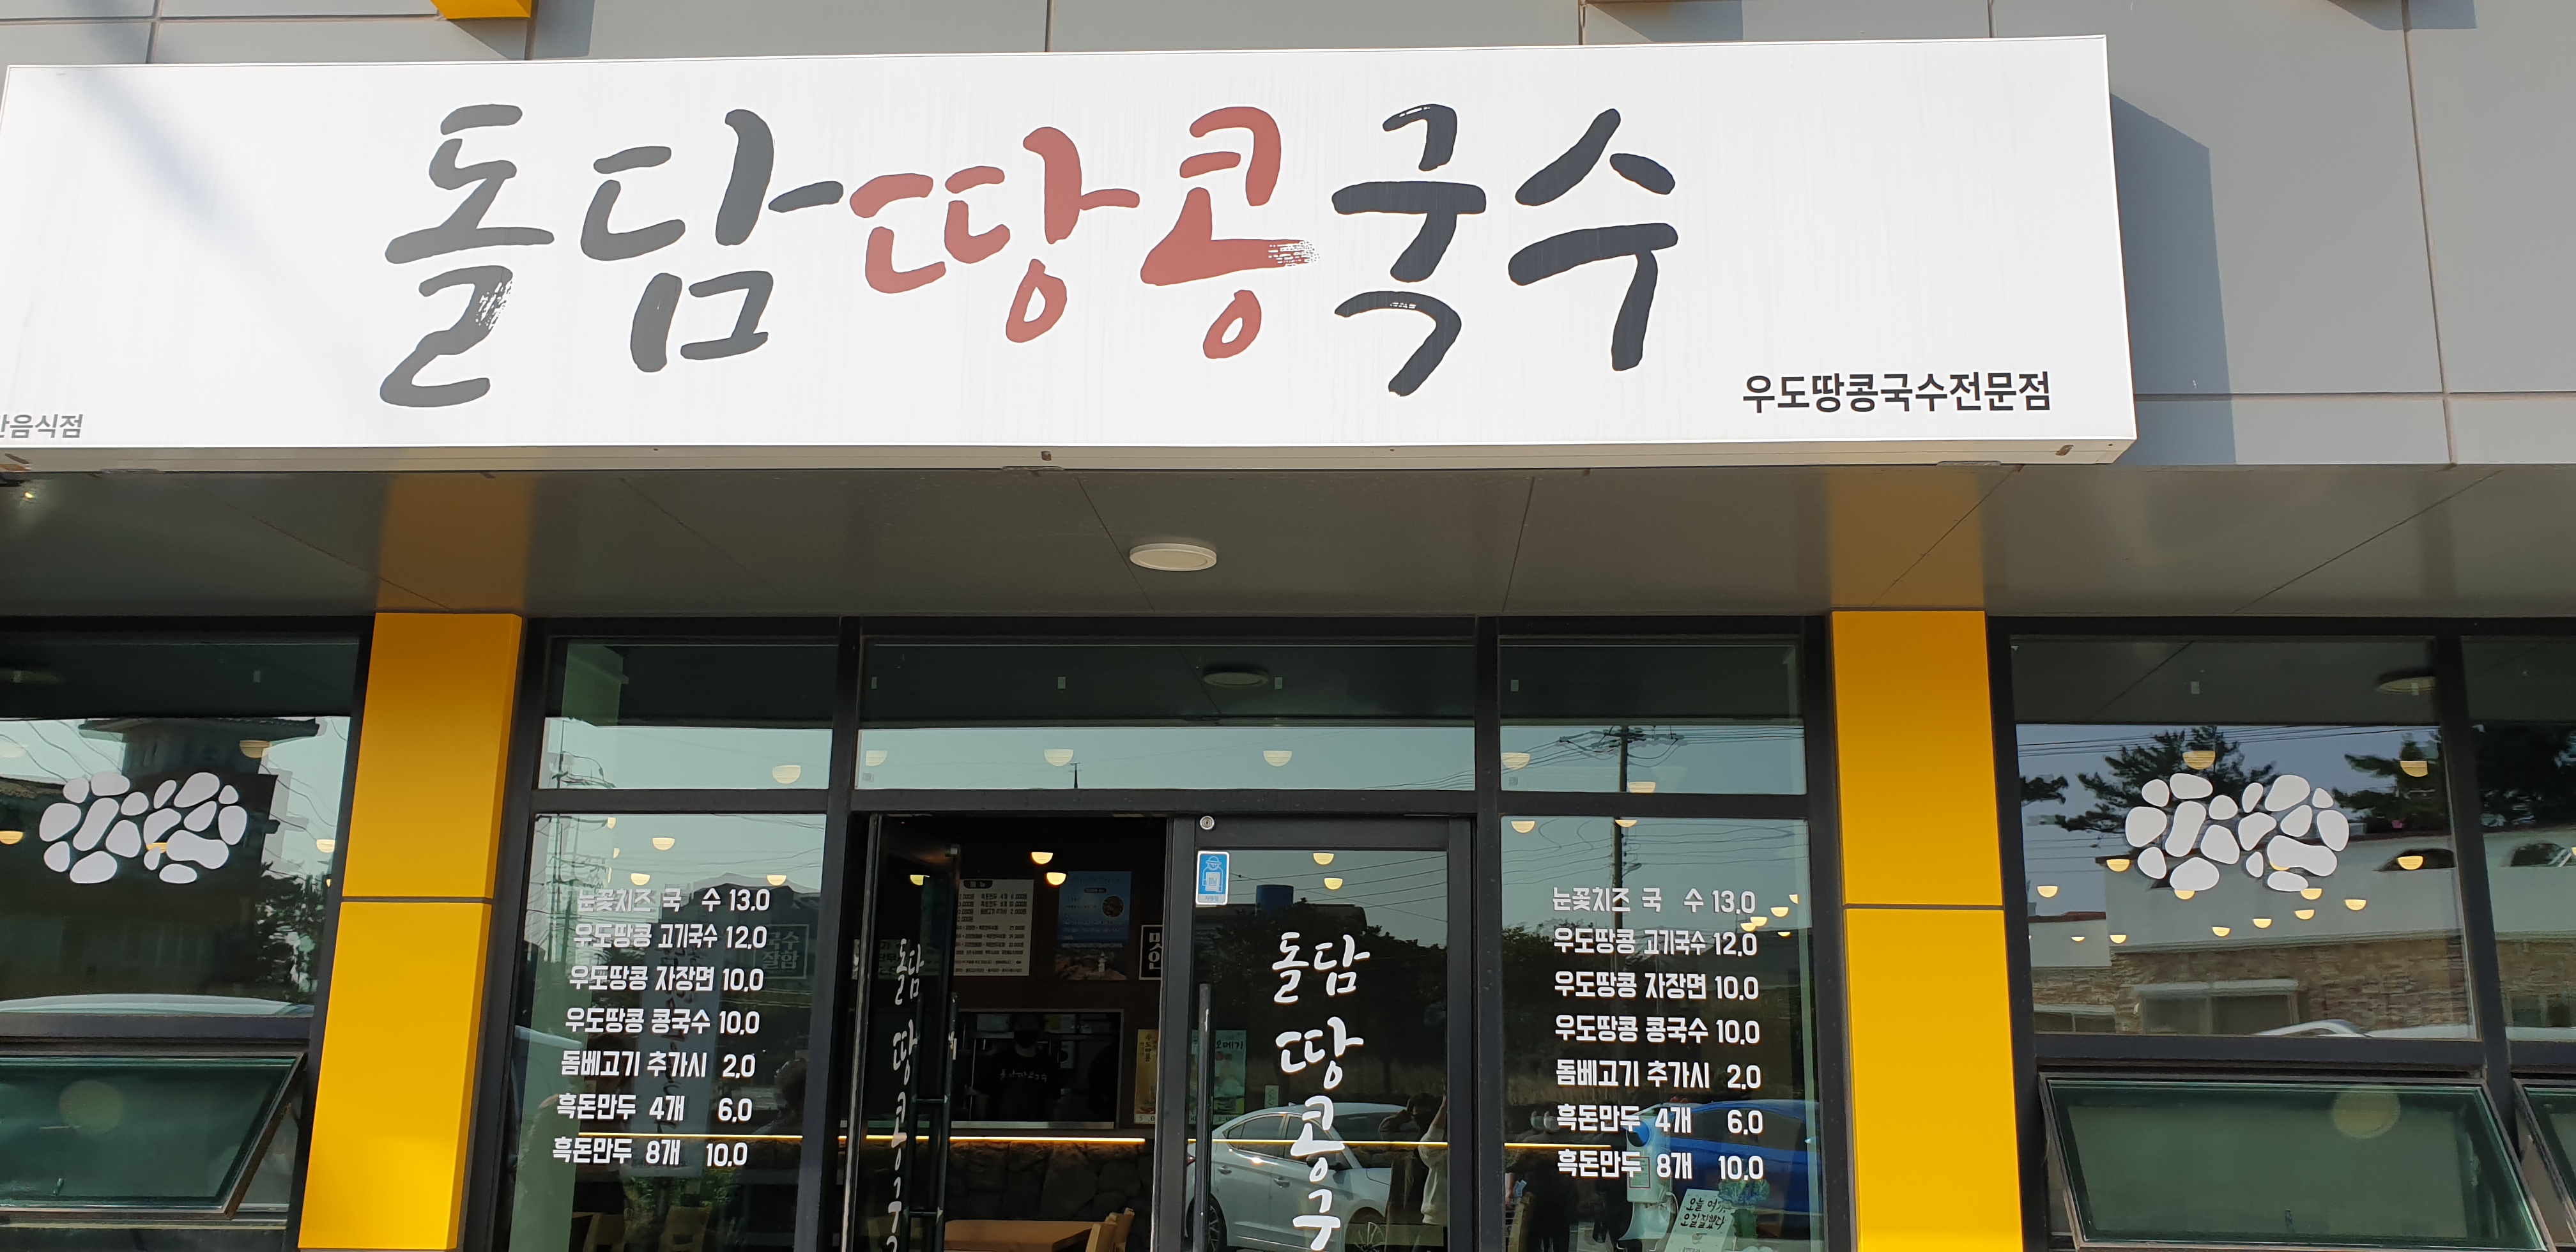 돌담땅콩국수
우도땅콩국수전문점
음식점
눈꽃치즈 국 수 13.0
우도땅콩 고기국수 12.0
우도땅콩 자장면 10.0
우도땅콩 콩국수 10.0
돔베고기 추가시 2.0
흑돈만두 4개 6.0
흑돈만두 8개 10.0
돌담
땅콩국
돌담
땅콩국
눈꽃치즈 국 수 13.0
우도땅콩 고기국수 12.0
우도땅콩 자장면 10.0
우도땅콩 콩국수 10.0
돔베고기 추가시 2.0
흑돈만두 4개 6.0
흑돈만두 8개 10.0